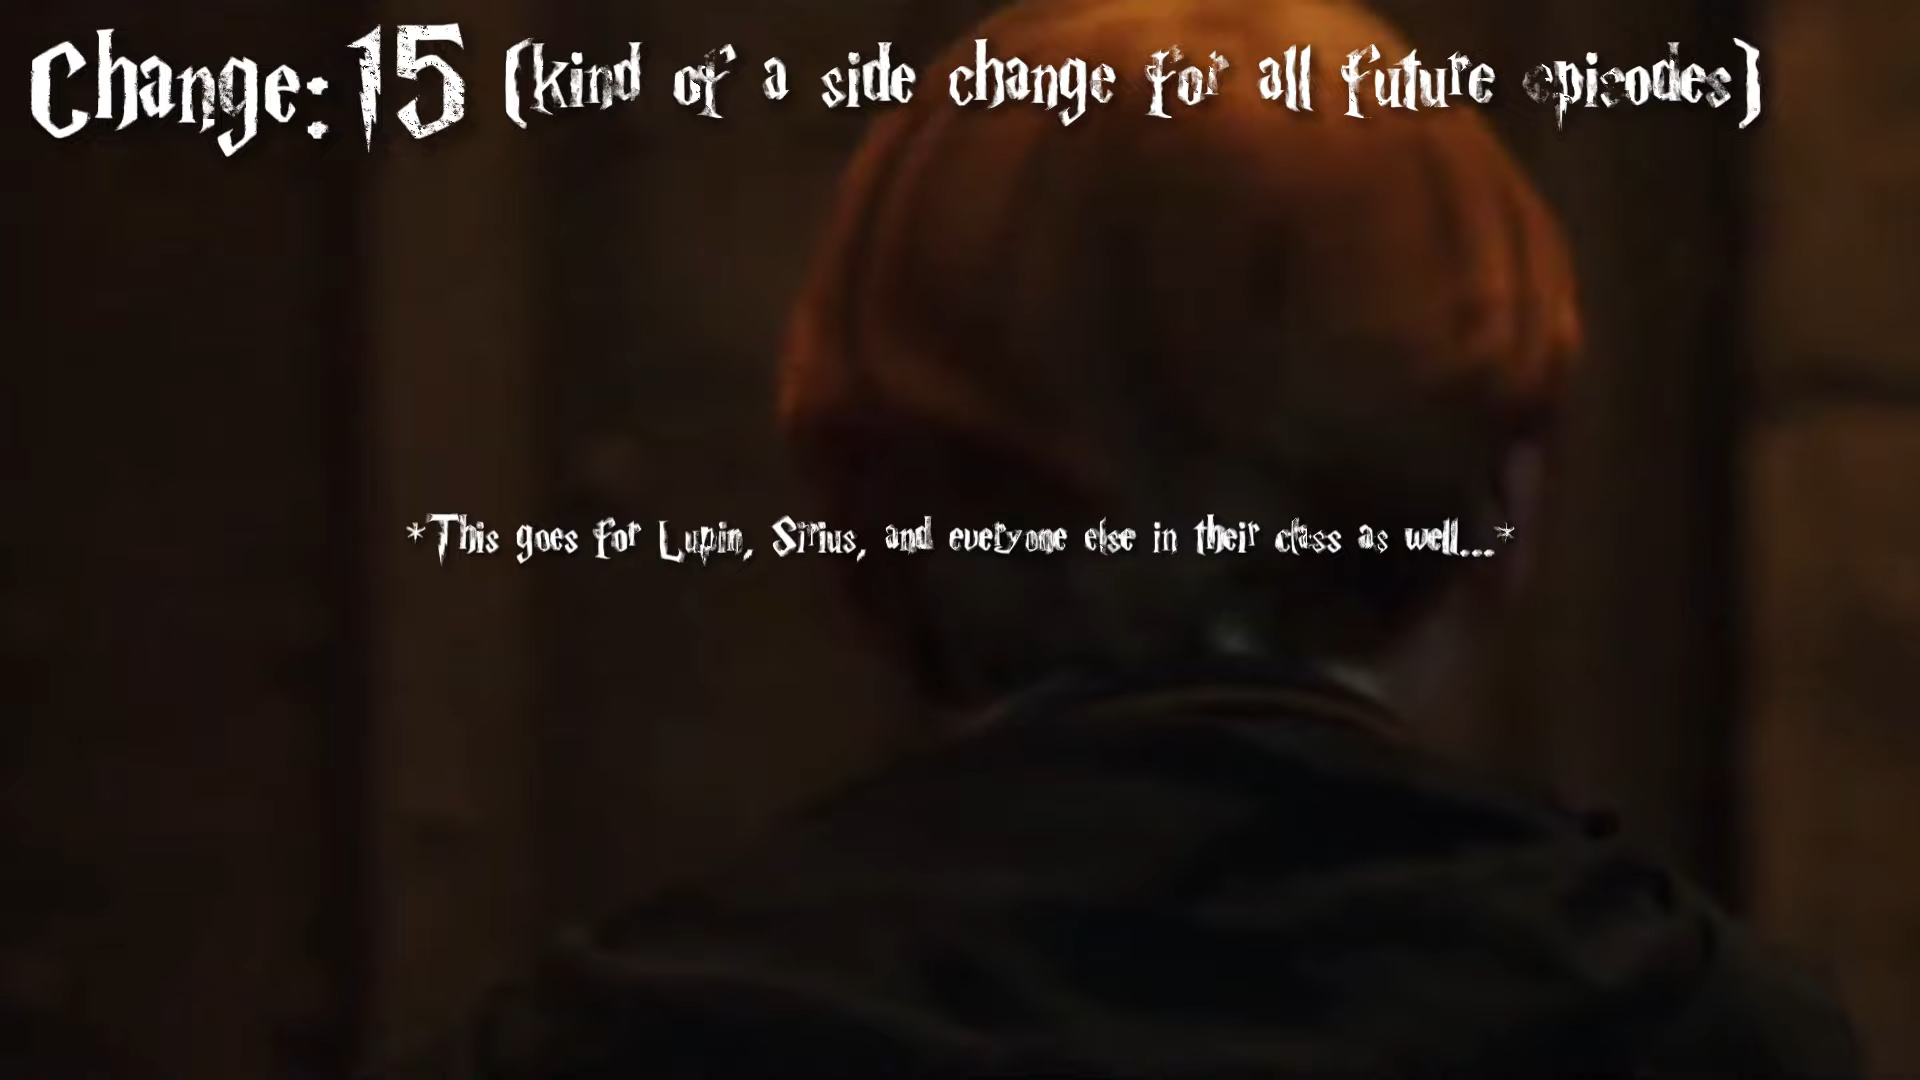 Change: 15 (kind of a side change for all future episodes)
*This goes for Lupin, Sirius, and everyone else in their class as well...*